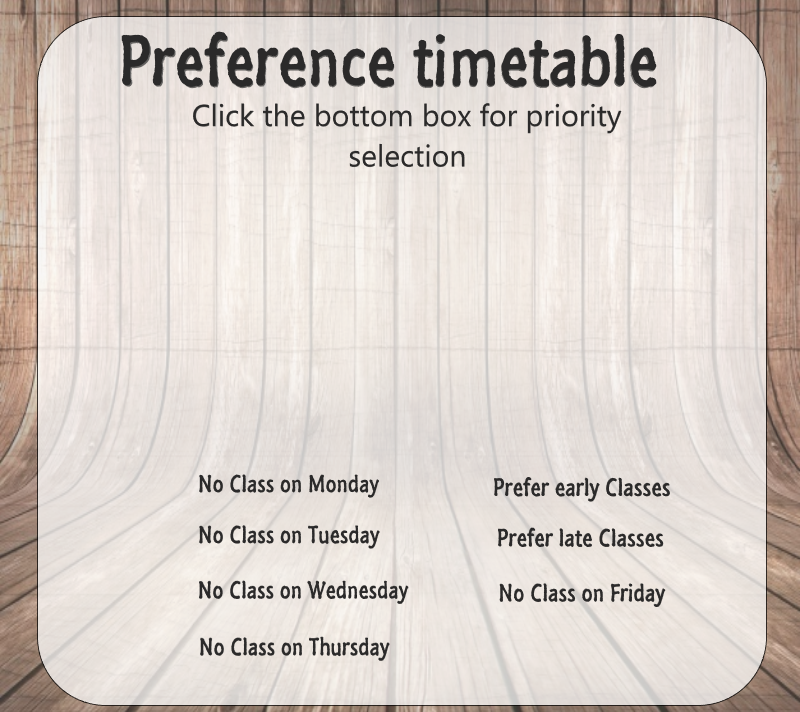 Preference timetable
Click the bottom box for priority
selection
No Class on Monday
Prefer early Classes
No Class on Tuesday
Prefer late Classes
No Class on Wednesday
No Class on Friday
No Class on Thursday